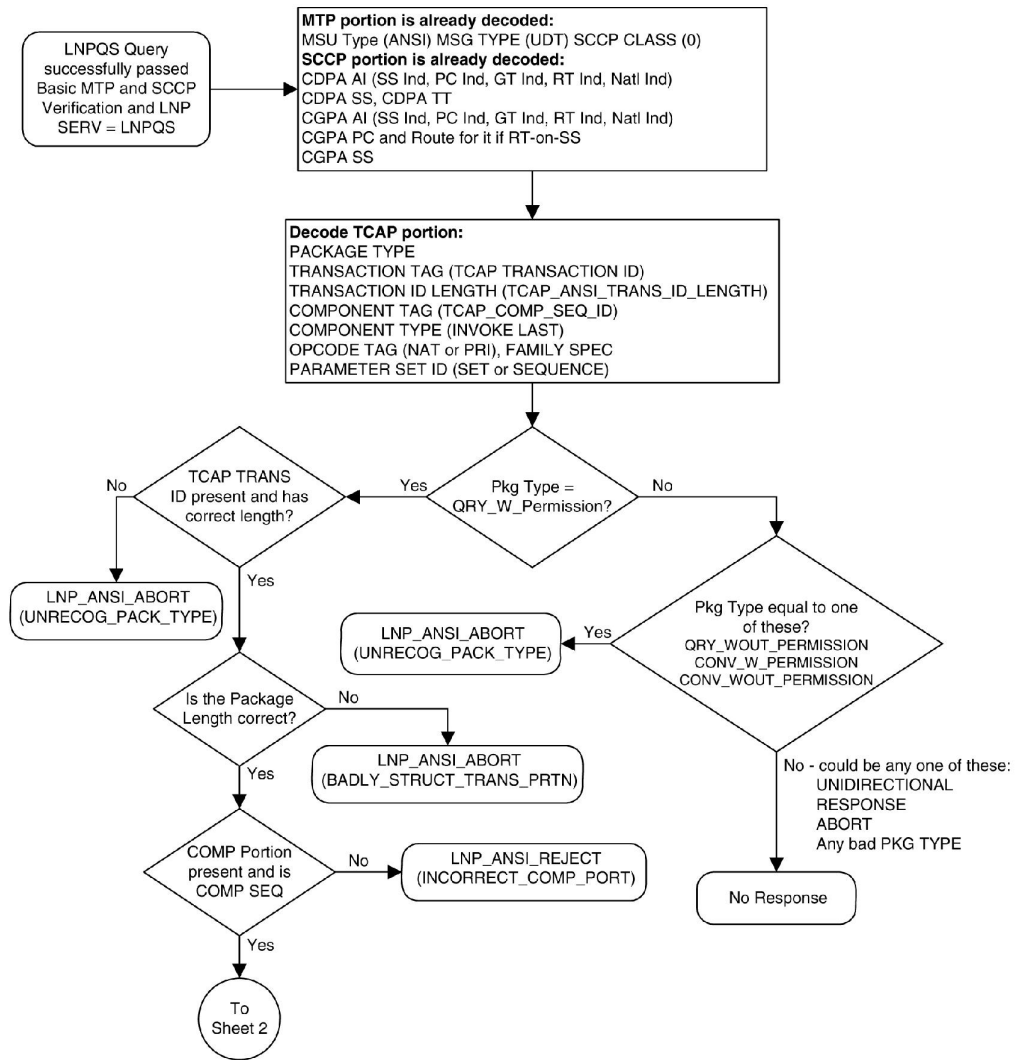 LNPQS Query
successfully passed
Basic MTP and SCCP
Verification and LNP
SERV = LNPQS
MTP portion is already decoded:
MSU Type (ANSI) MSG TYPE (UDT) SCCP CLASS (0)
SCCP portion is already decoded:
CDPA AI (SS Ind, PC Ind, GT Ind, RT Ind, Natl Ind)
CDPA SS, CDPA TT
CGPA AI (SS Ind, PC Ind, GT Ind, RT Ind, Natl Ind)
CGPA PC and Route for it if RT-on-SS
CGPA SS
Decode TCAP portion:
PACKAGE TYPE
TRANSACTION TAG (TCAP TRANSACTION ID)
TRANSACTION ID LENGTH (TCAP_ANSI_TRANS_ID_LENGTH)
COMPONENT TAG (TCAP_COMP_SEQ_ID)
COMPONENT TYPE (INVOKE LAST)
OPCODE TAG (NAT or PRI), FAMILY SPEC
PARAMETER SET ID (SET or SEQUENCE)
Pkg Type =
QRY_W_Permission?
Yes
No
TCAP TRANS
ID present and has
correct length?
No
Yes
LNP_ANSI_ABORT
(UNRECOG_PACK_TYPE)
Pkg Type equal to one
of these?
QRY_WOUT_PERMISSION
CONV_W_PERMISSION
CONV_WOUT_PERMISSION
Yes
LNP_ANSI_ABORT
(UNRECOG_PACK_TYPE)
Is the Package
Length correct?
No
Yes
LNP_ANSI_ABORT
(BADLY_STRUCT_TRANS_PRTN)
No - could be any one of these:
UNIDIRECTIONAL
RESPONSE
ABORT
Any bad PKG TYPE
No Response
COMP Portion
present and is
COMP SEQ
No
Yes
LNP_ANSI_REJECT
(INCORRECT_COMP_PORT)
To
Sheet 2